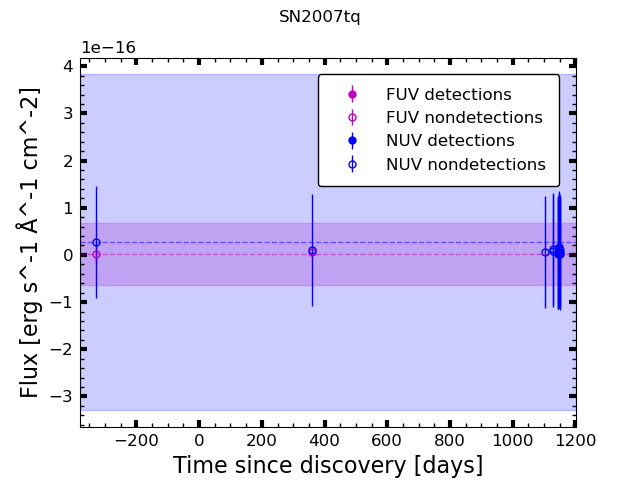 SN2007tq
1e−16
4
3
2
1
0
−1
−2
−3
Flux [erg s^-1 Å^-1 cm^-2]
FUV detections
FUV nondetections
NUV detections
NUV nondetections
−200
0
200
400
600
800
1000
1200
Time since discovery [days]